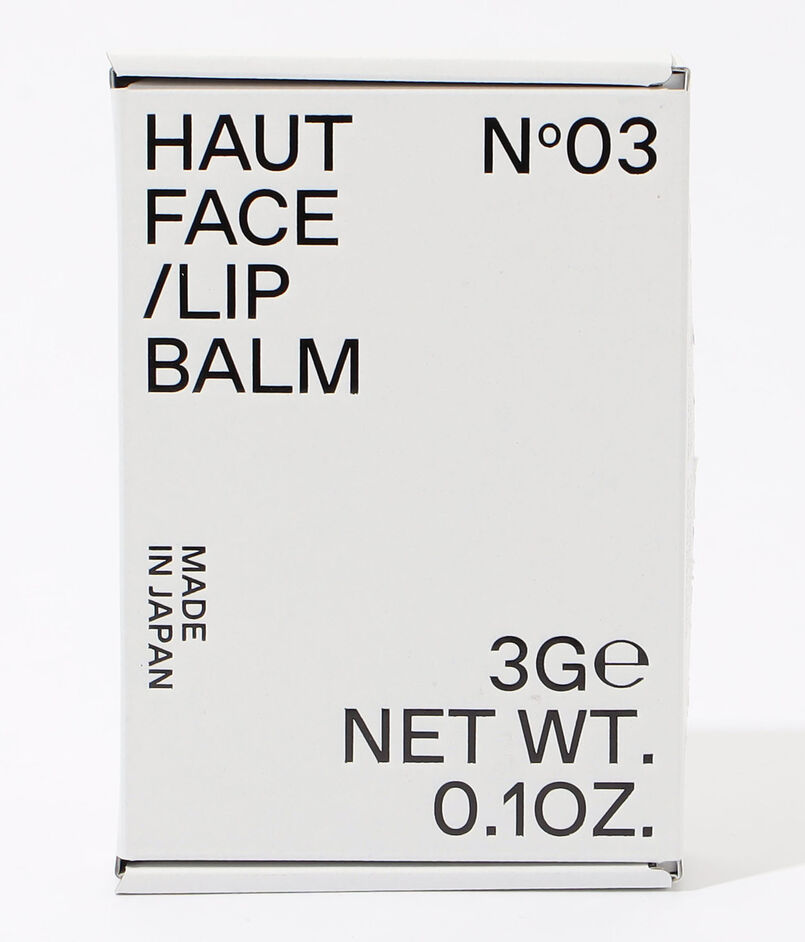 HAUT
FACE
/LIP
BALM
Nº03
MADE
IN JAPAN
3G℮
NET WT.
0.1OZ.